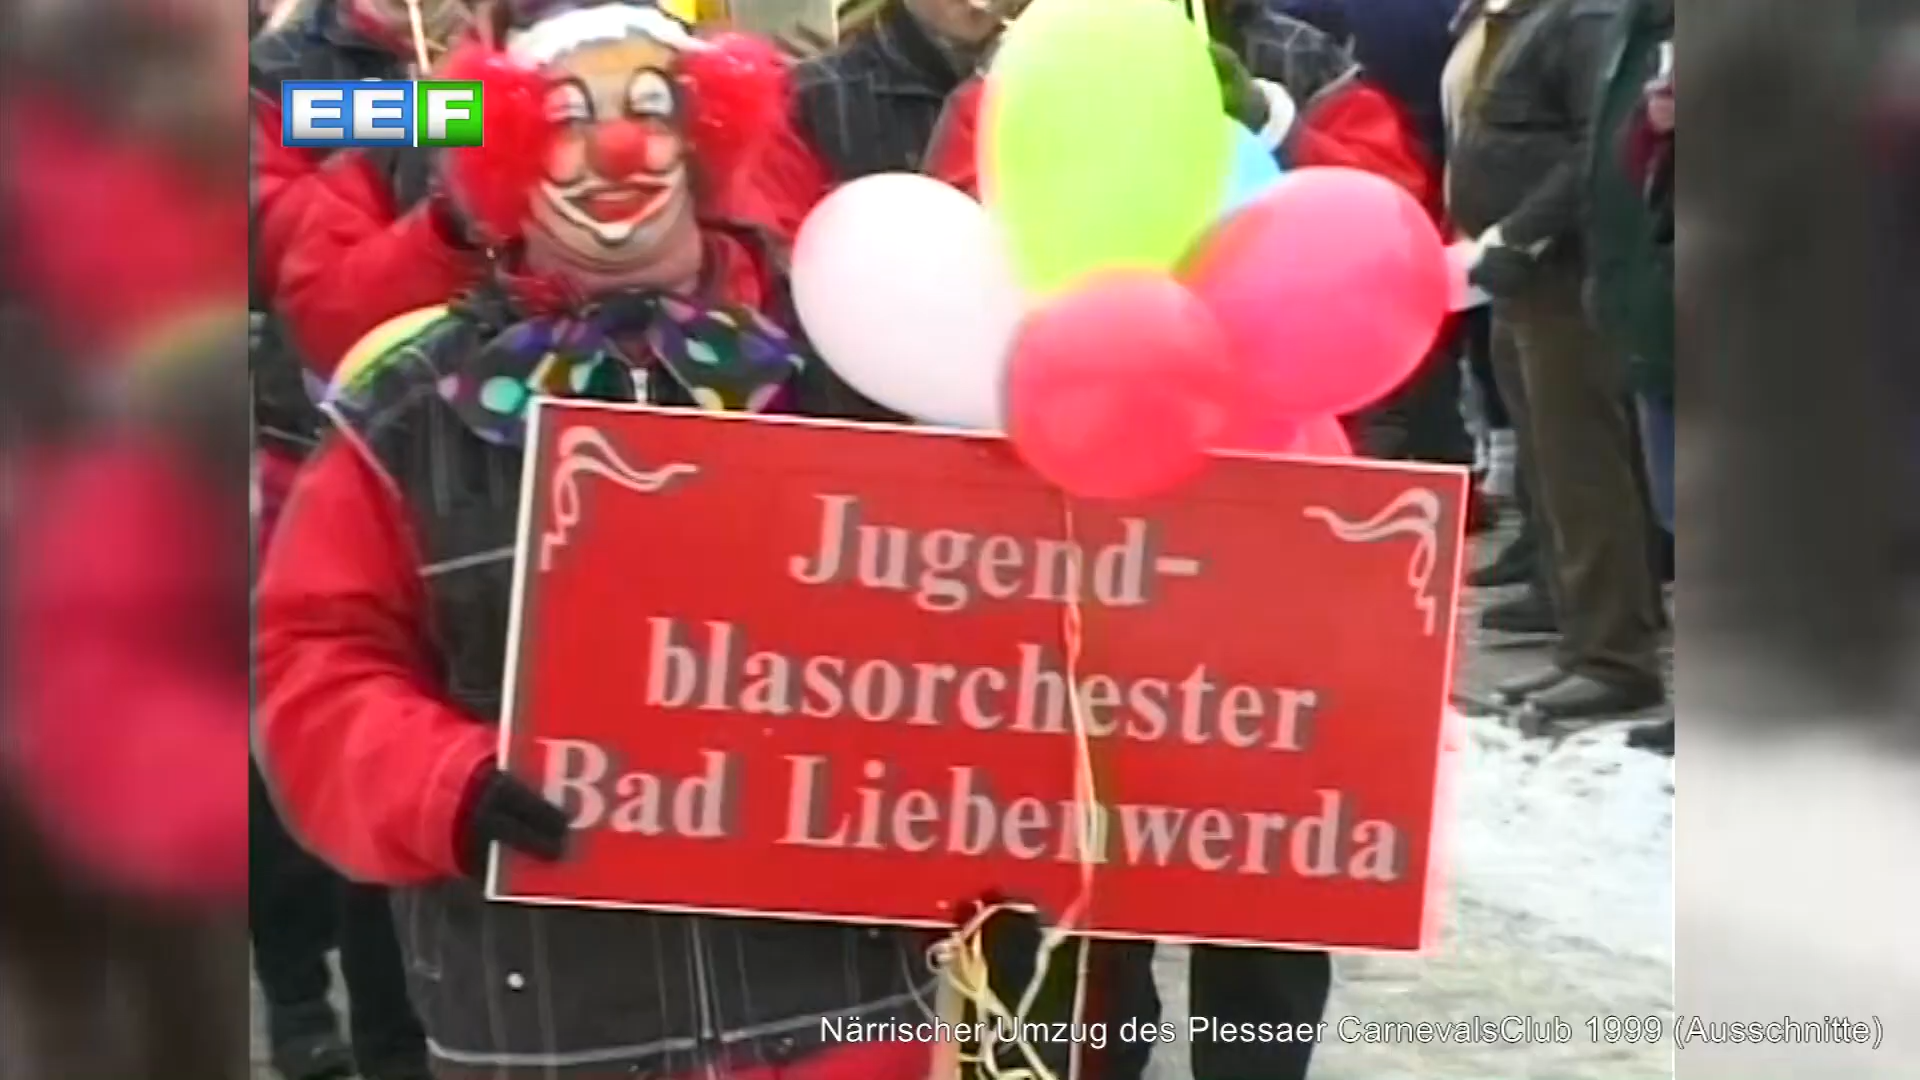 EEF
Jugend-
blasorchester
Bad Liebenwerda
Närrischer Umzug des Plessaer CarnevalsClub 1999 (Ausschnitte)